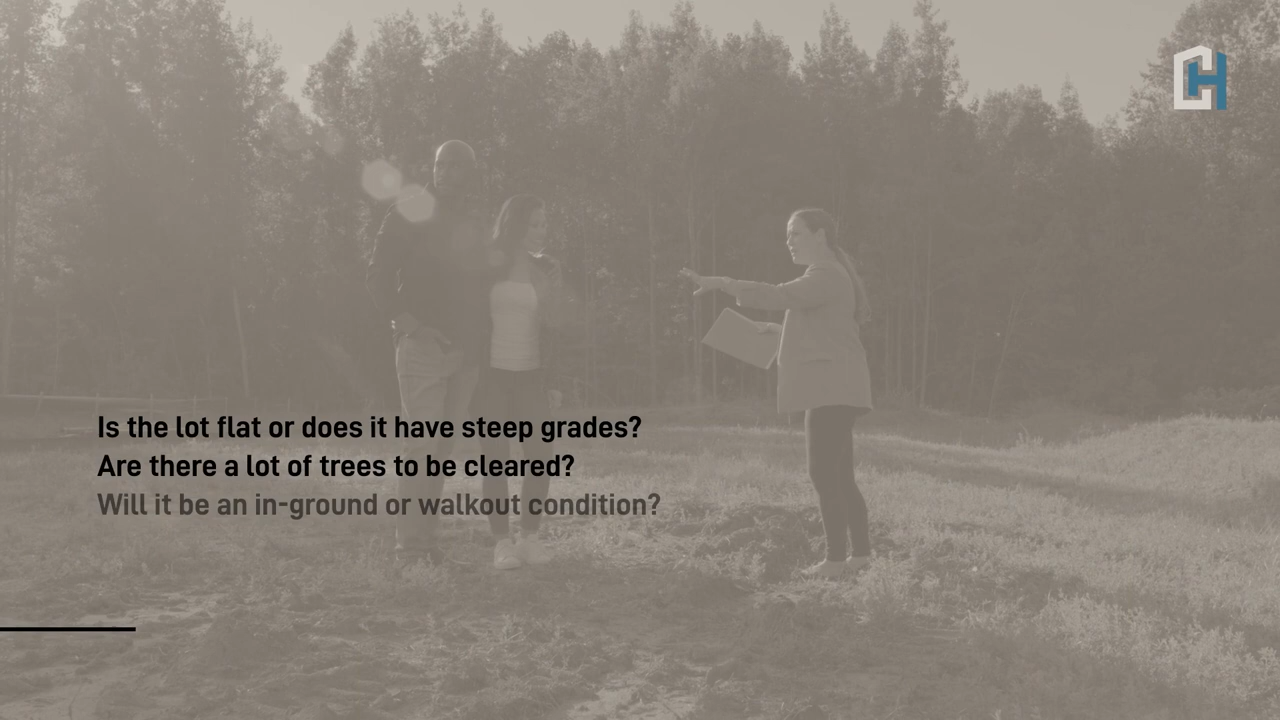 Is the lot flat or does it have steep grades?
Are there a lot of trees to be cleared?
Will it be an in-ground or walkout condition?
CH